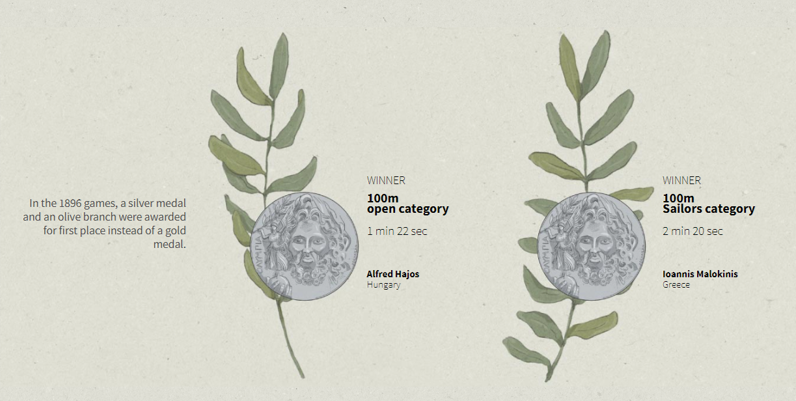 In the 1896 games, a silver medal
and an olive branch were awarded
for first place instead of a gold
medal.
WINNER
100m
open category
1 min 22 sec
Alfred Hajos
Hungary
WINNER
100m
Sailors category
2 min 20 sec
Ioannis Malokinis
Greece